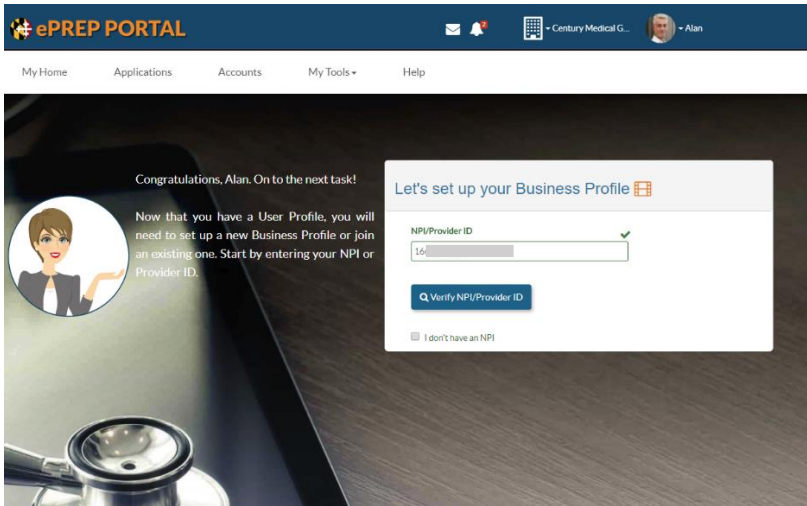 ePREP PORTAL
2
Century Medical G...
Alan
My Home
Applications
Accounts
My Tools
Help
Congratulations, Alan. On to the next task!
Now that you have a User Profile, you will
need to set up a new Business Profile or join
an existing one. Start by entering your NPI or
Provider ID.
Let's set up your Business Profile
NPI/Provider ID
16
Verify NPI/Provider ID
I don't have an NPI